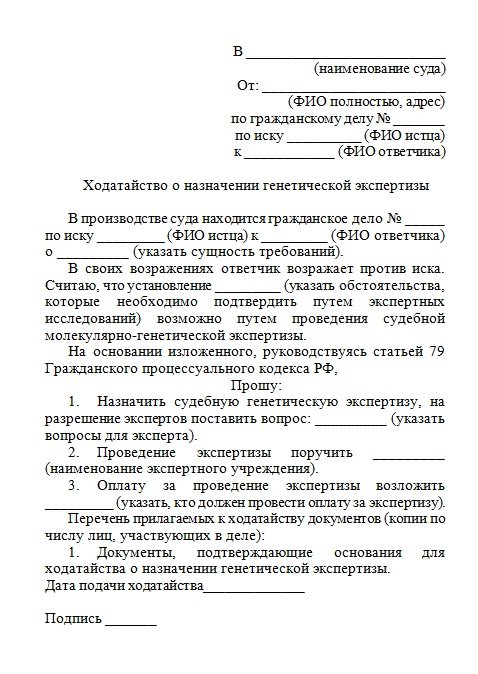 В ____________________________
(наименование суда)
От: __________________________
(ФИО полностью, адрес)
по гражданскому делу № _______
по иску __________ (ФИО истца)
к ____________ (ФИО ответчика)
Ходатайство о назначении генетической экспертизы
В производстве суда находится гражданское дело № _____
по иску _________ (ФИО истца) к _________ (ФИО ответчика)
о _________ (указать сущность требований).
В своих возражениях ответчик возражает против иска.
Считаю, что установление _________ (указать обстоятельства,
которые необходимо подтвердить путем экспертных
исследований) возможно путем проведения судебной
молекулярно-генетической экспертизы.
На основании изложенного, руководствуясь статьей 79
Гражданского процессуального кодекса РФ,
Прошу:
1. Назначить судебную генетическую экспертизу, на
разрешение экспертов поставить вопрос: _________ (указать
вопросы для эксперта).
2. Проведение экспертизы поручить _________
(наименование экспертного учреждения).
3. Оплату за проведение экспертизы возложить
_________ (указать, кто должен провести оплату за экспертизу).
Перечень прилагаемых к ходатайству документов (копии по
числу лиц, участвующих в деле):
1. Документы, подтверждающие основания для
ходатайства о назначении генетической экспертизы.
Дата подачи ходатайства______________
Подпись _______